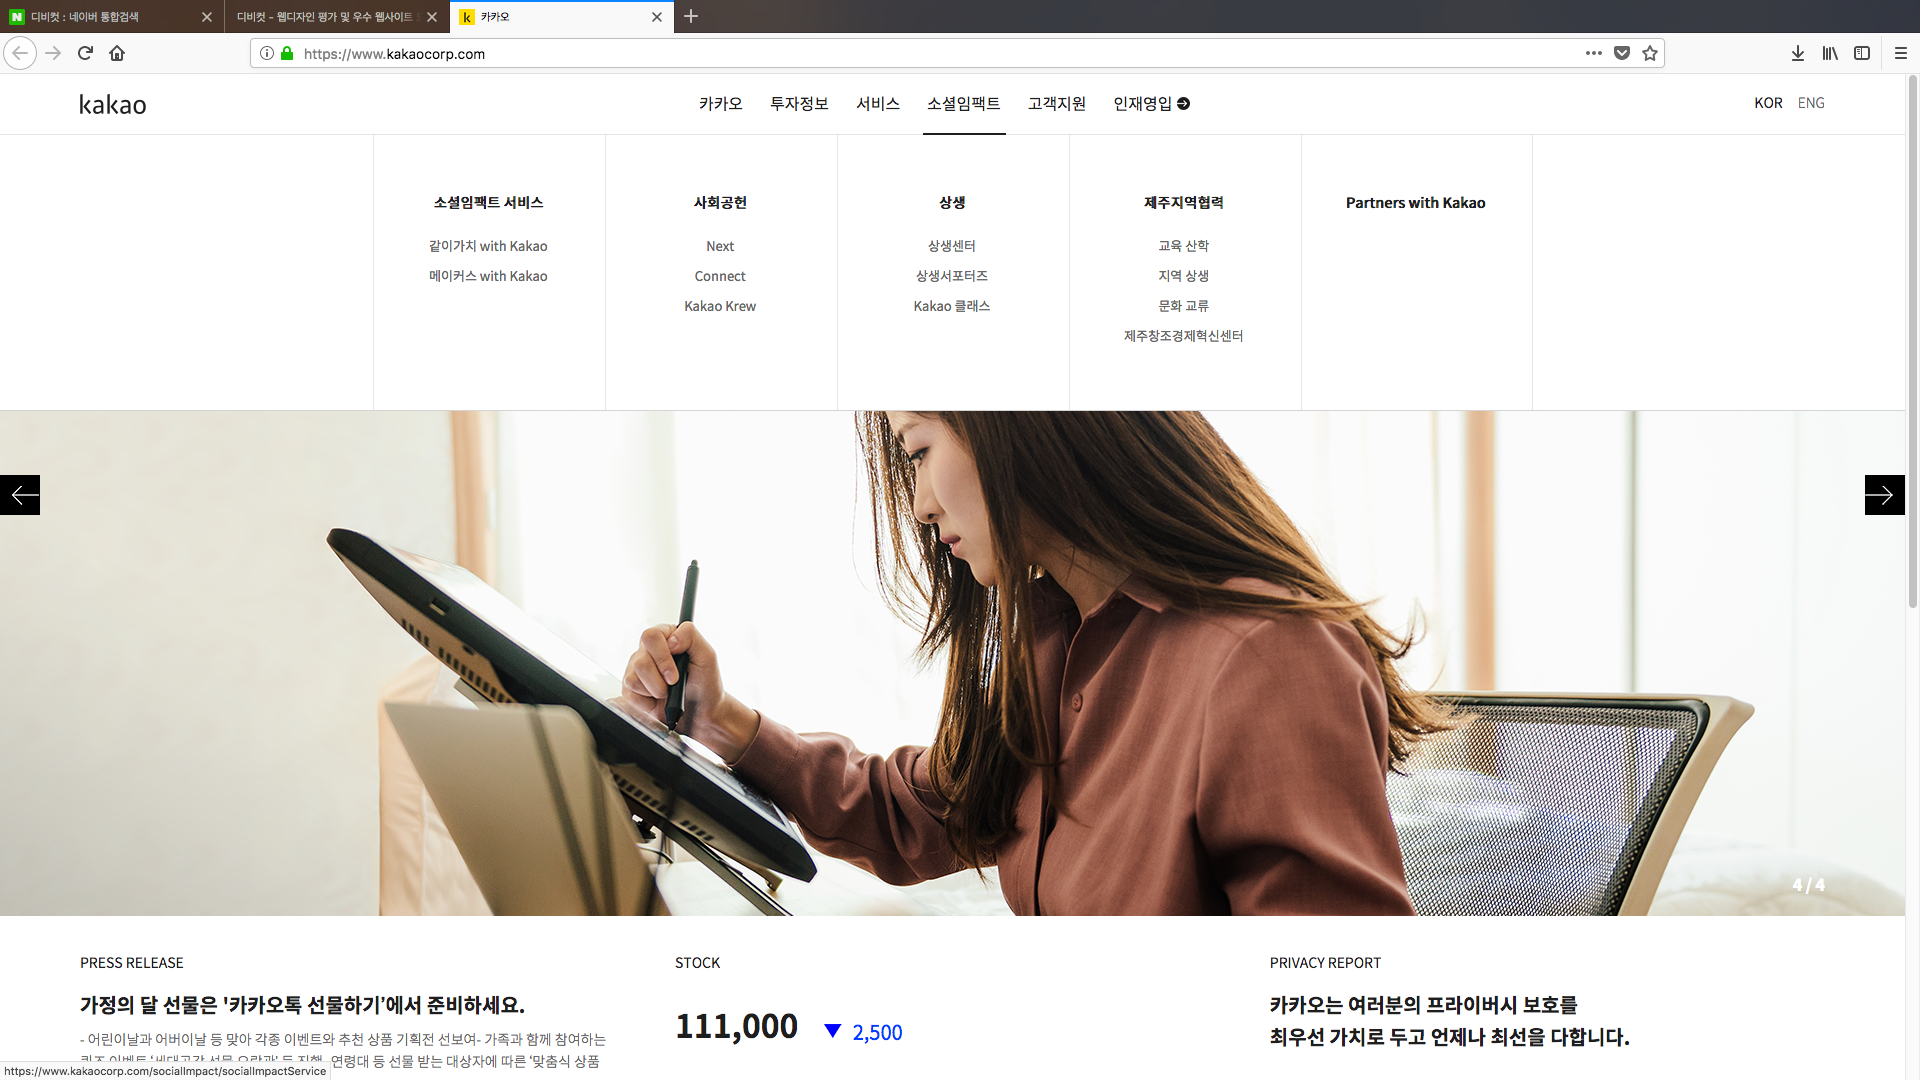 디비컷 : 네이버 통합검색
디비컷 - 웹디자인 평가 및 우수 웹사이트
카카오
https://www.kakaocorp.com
kakao
카카오
투자정보
서비스
소셜임팩트
고객지원
인재영입
KOR
ENG
소셜임팩트 서비스
같이가치 with Kakao
메이커스 with Kakao
사회공헌
Next
Connect
Kakao Krew
상생
상생센터
상생서포터즈
Kakao 클래스
제주지역협력
교육 산학
지역 상생
문화 교류
제주창조경제혁신센터
Partners with Kakao
4 / 4
PRESS RELEASE
가정의 달 선물은 '카카오톡 선물하기'에서 준비하세요.
- 어린이날과 어버이날 등 맞아 각종 이벤트와 추천 상품 기획전 선보여- 가족과 함께 참여하는
연령대 등 선물 받는 대상자에 따른 '맞춤식 상품
STOCK
111,000 ▼ 2,500
PRIVACY REPORT
카카오는 여러분의 프라이버시 보호를
최우선 가치로 두고 언제나 최선을 다합니다.
https://www.kakaocorp.com/socialImpact/socialImpactService